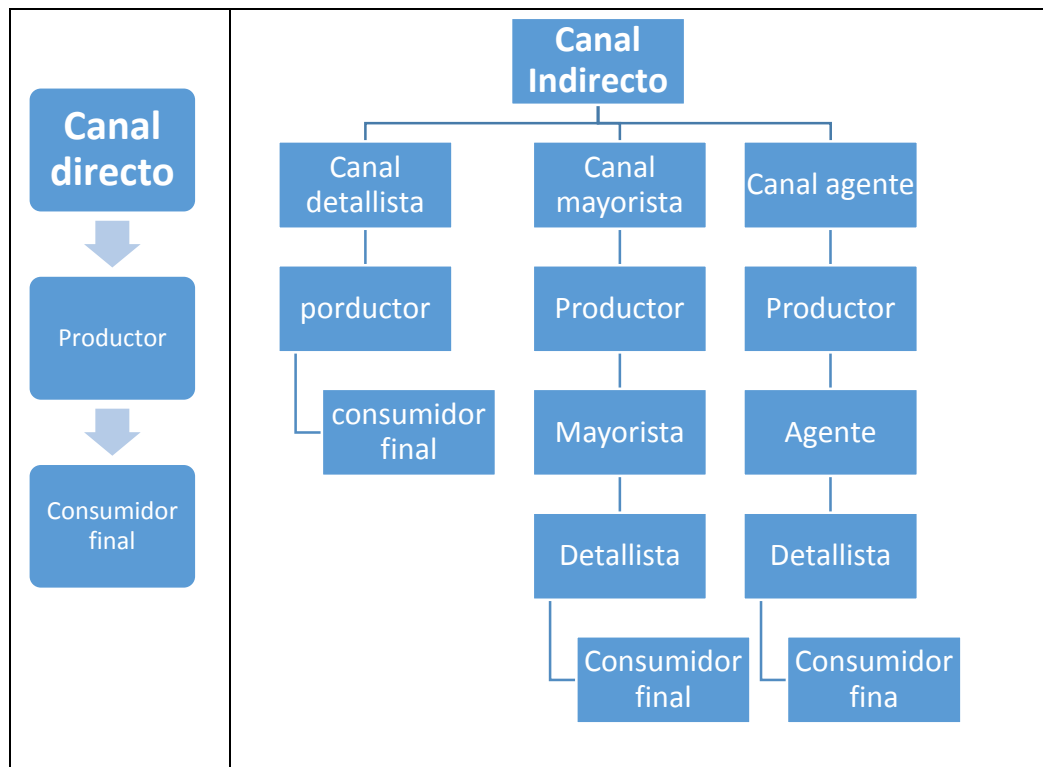 Canal
directo
Productor
Consumidor
final
Canal
Indirecto
Canal
detallista
porductor
consumidor
final
Canal
mayorista
Productor
Mayorista
Detallista
Consumidor
final
Canal agente
Productor
Agente
Detallista
Consumidor
fina